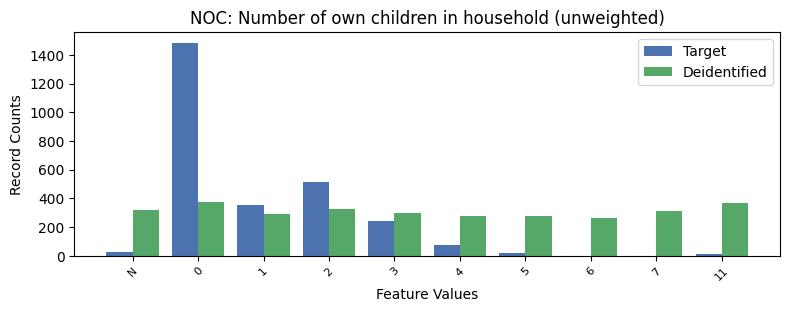 NOC: Number of own children in household (unweighted)
Target
Deidentified
Record Counts
1400
1200
1000
800
600
400
200
0
N 0 1 2 3 4 5 6 7 11
Feature Values